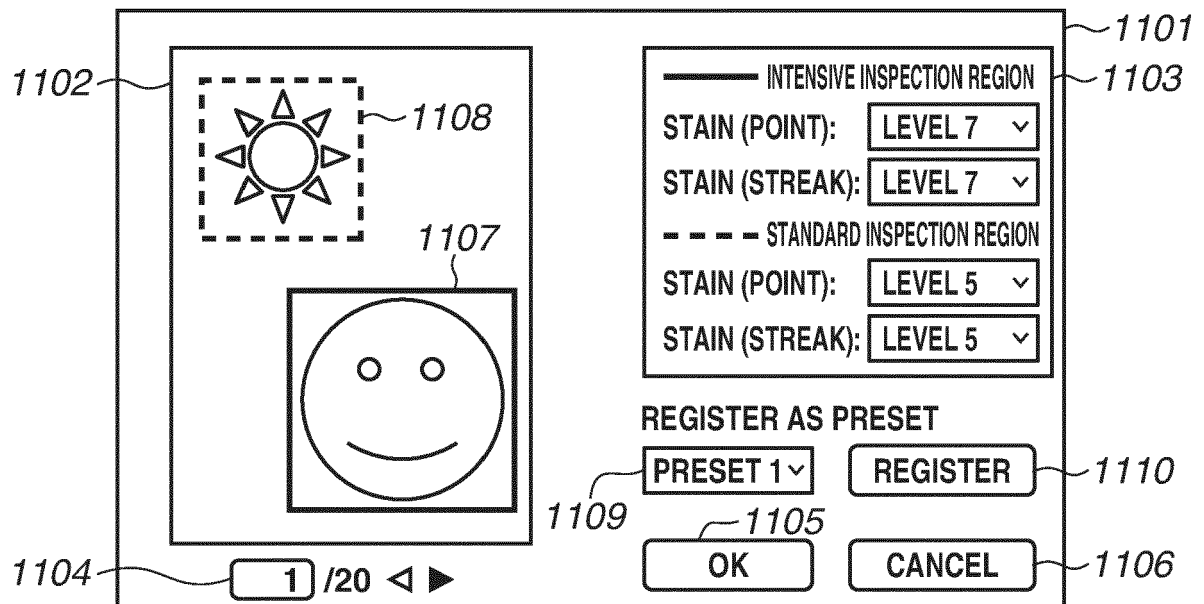 1101
1102
1103
INTENSIVE INSPECTION REGION
1108
STAIN (POINT): LEVEL 7
STAIN (STREAK): LEVEL 7
1107
STANDARD INSPECTION REGION
STAIN (POINT): LEVEL 5
STAIN (STREAK): LEVEL 5
REGISTER AS PRESET
PRESET 1 REGISTER
1110
1109
1105
1104
1 /20
OK CANCEL
1106